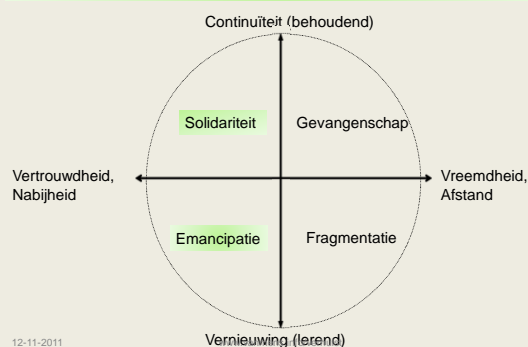 Continuïteit (behoudend)
Solidariteit
Gevangenschap
Vertrouwdheid,
Nabijheid
Vreemdheid,
Afstand
Emancipatie
Fragmentatie
Vernieuwing (lerend)
12-11-2011